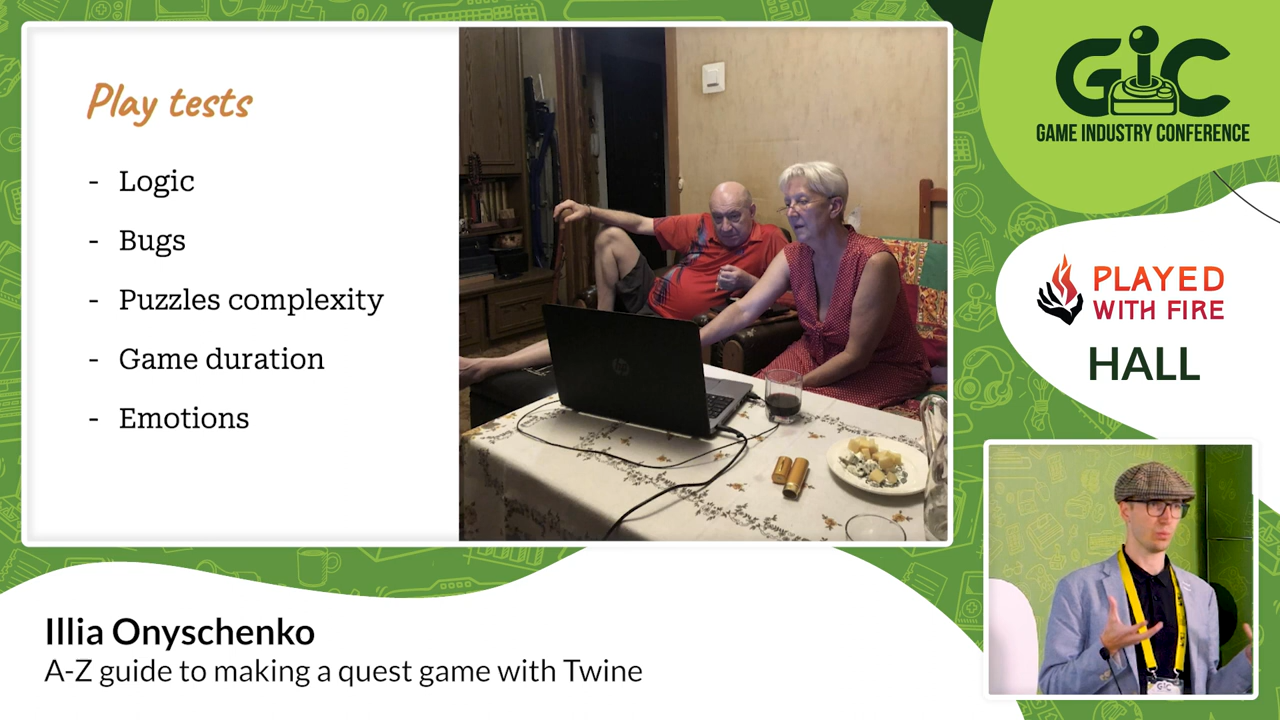 Play tests
- Logic
- Bugs
- Puzzles complexity
- Game duration
- Emotions
GIC
GAME INDUSTRY CONFERENCE
PLAYED
WITH FIRE
HALL
Illia Onyschenko
A-Z guide to making a quest game with Twine
GIC